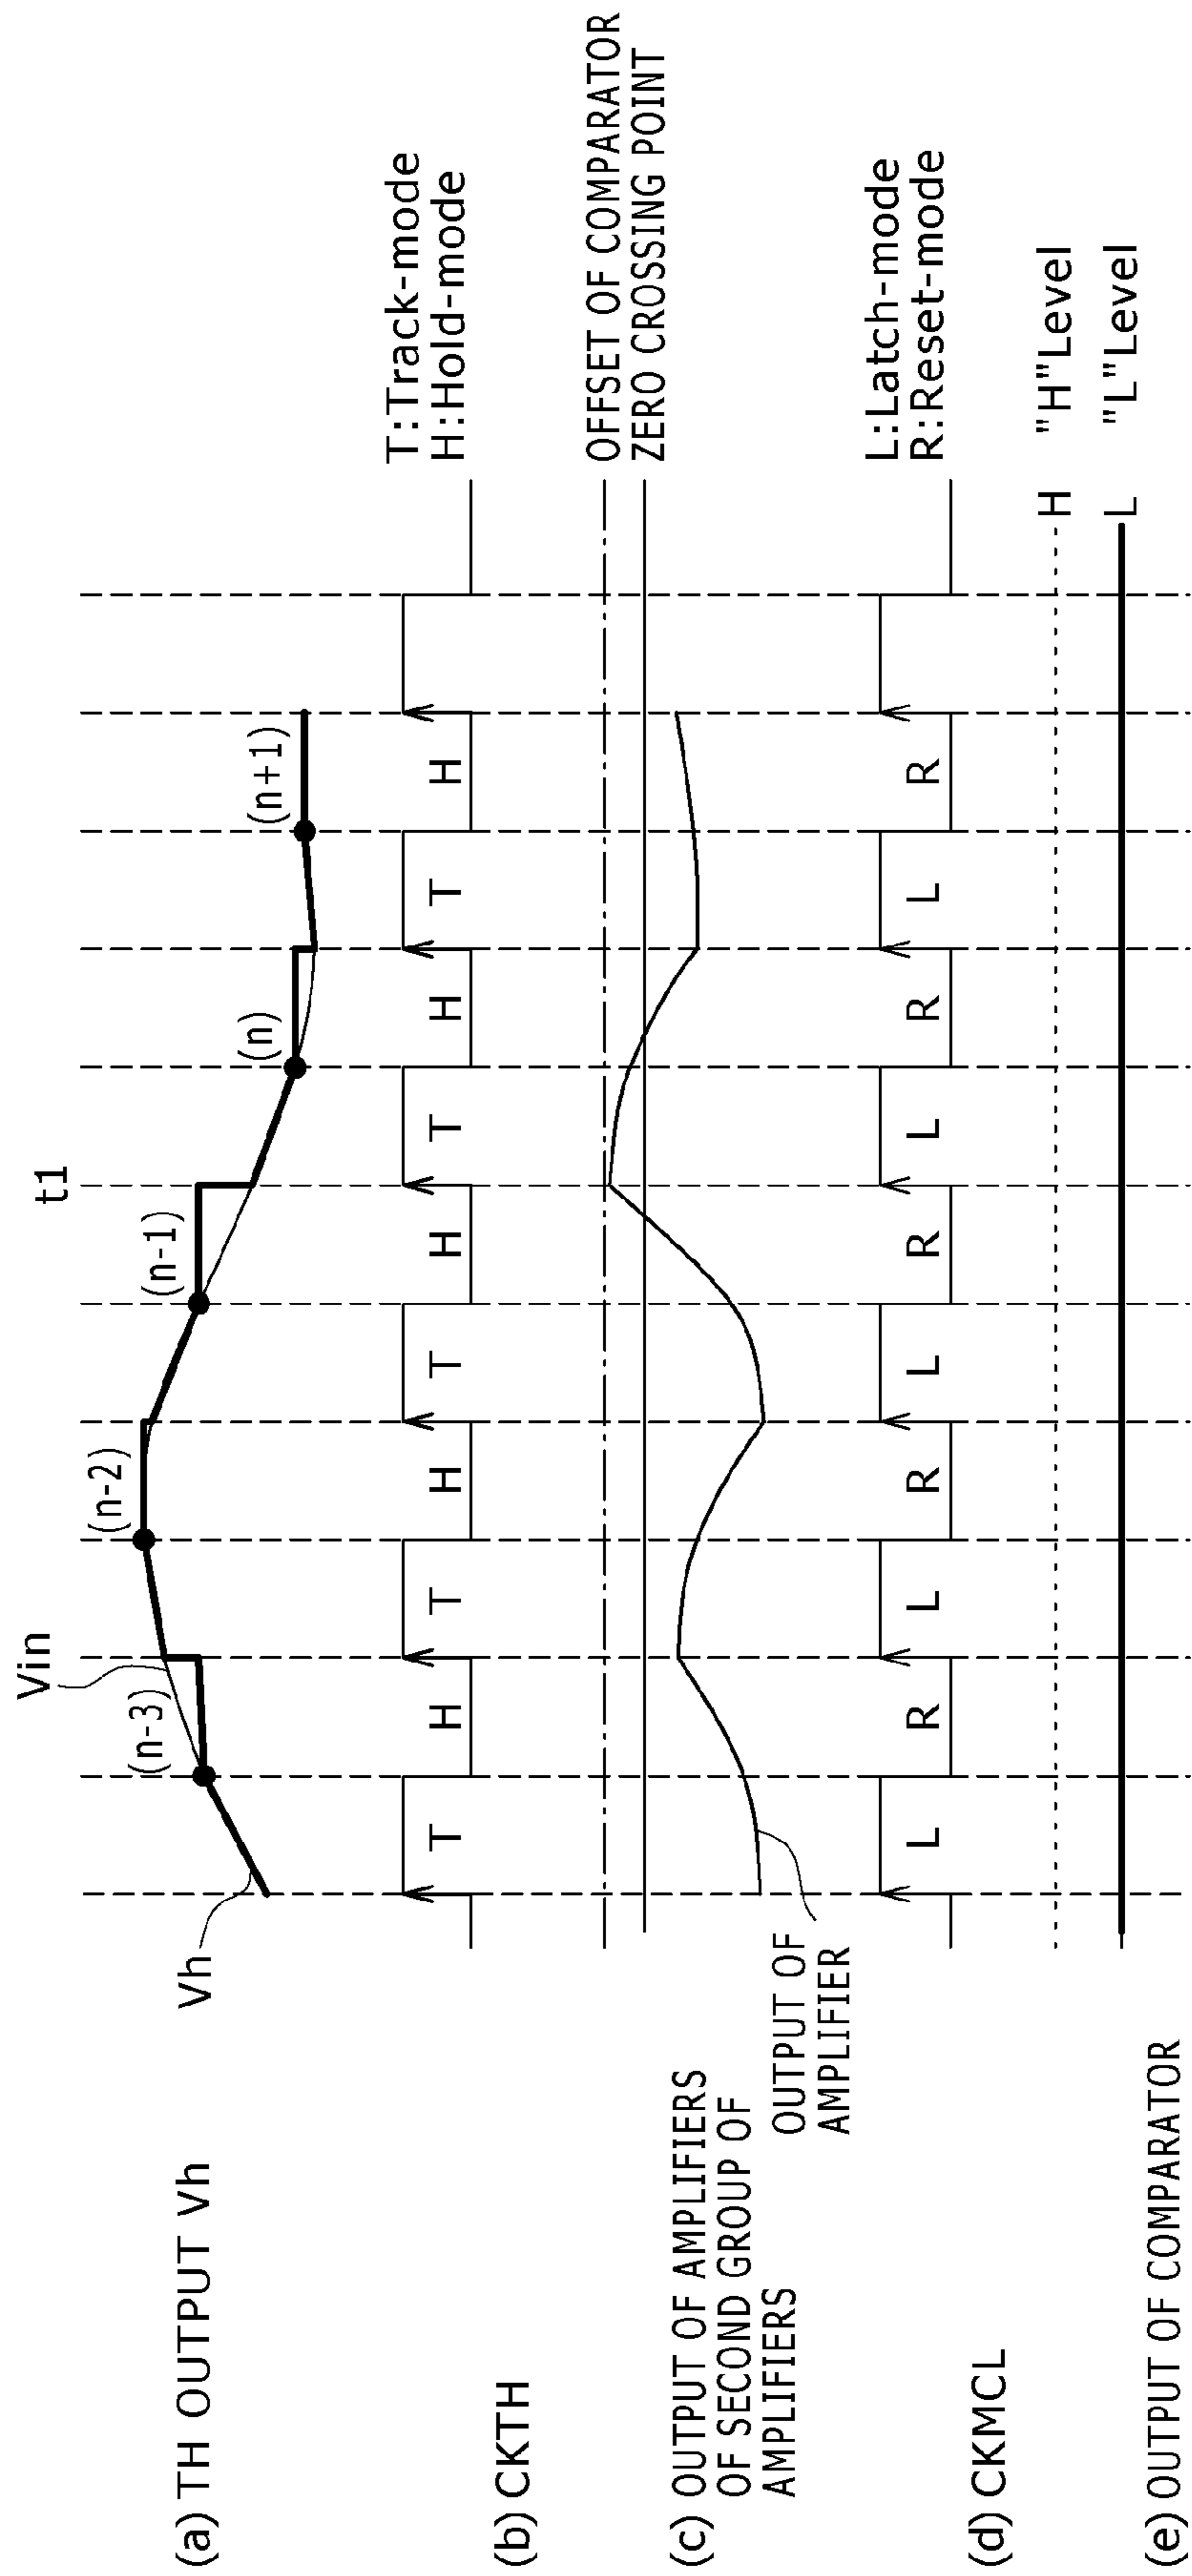 t1
Vin
(n-3)
(n-2)
(n-1)
(n)
(n+1)
Vh
(a) TH OUTPUT Vh
T:Track-mode
H:Hold-mode
(b) CKTH
T H T H T H T H T H
OFFSET OF COMPARATOR
ZERO CROSSING POINT
(c) OUTPUT OF AMPLIFIERS
OF SECOND GROUP OF
AMPLIFIERS
OUTPUT OF
AMPLIFIER
L:Latch-mode
R:Reset-mode
(d) CKMCL
L R L R L R L R L R
H "H"Level
L "L"Level
(e) OUTPUT OF COMPARATOR